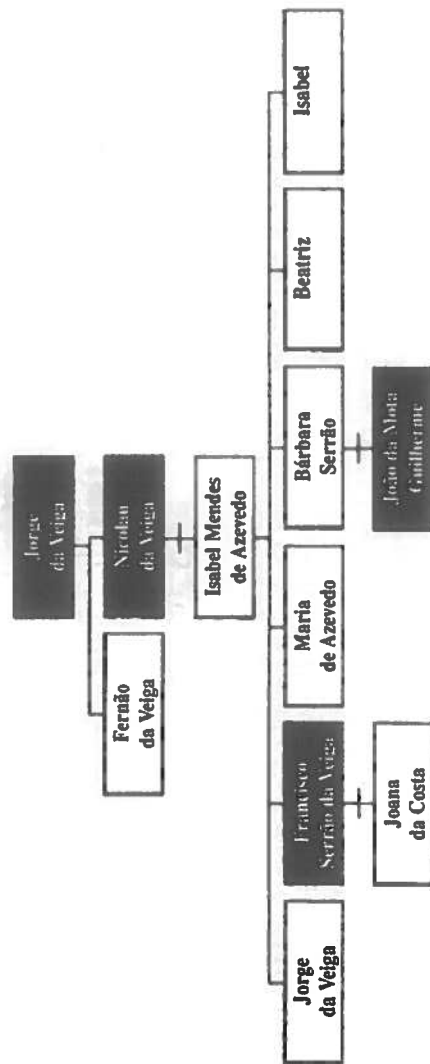 Jorge
da Veiga
Fernão
da Veiga
Nicolau
da Veiga
Isabel Mendes
de Azevedo
Jorge
da Veiga
Francisco
Serrão da Veiga
Maria
de Azevedo
Bárbara
Serrão
Beatriz
Isabel
Joana
da Costa
João da Mota
Guilherme